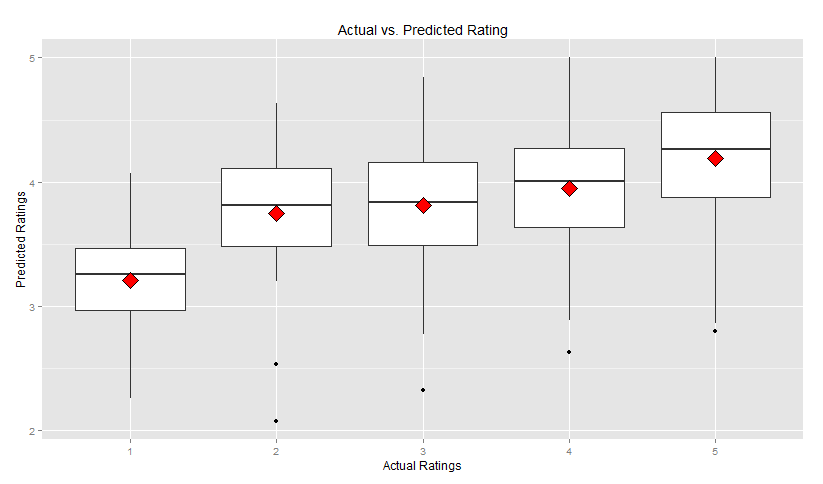 Actual vs. Predicted Rating
5
4
3
2
Predicted Ratings
1 2 3 4 5
Actual Ratings